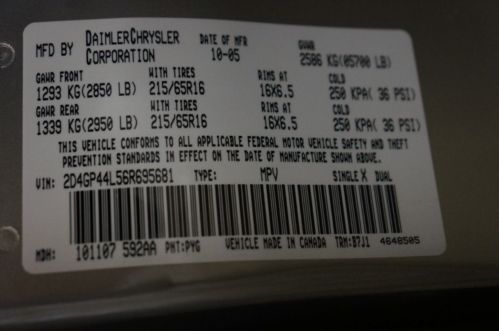 MFD BY DAIMLERCHRYSLER CORPORATION DATE OF MFR 10-05 GVWR 2586 KG(05700 LB)
GAWR FRONT WITH TIRES RIMS AT COLD
1293 KG(2850 LB) 215/65R16 16X6.5 250 KPA( 36 PSI)
GAWR REAR WITH TIRES RIMS AT COLD
1339 KG(2950 LB) 215/65R16 16X6.5 250 KPA( 36 PSI)
THIS VEHICLE CONFORMS TO ALL APPLICABLE FEDERAL MOTOR VEHICLE SAFETY AND THEFT
PREVENTION STANDARDS IN EFFECT ON THE DATE OF MANUFACTURE SHOWN ABOVE.
VIN: 2D4GP44L56R695681 TYPE: MPV SINGLE X DUAL
MDH: 101107 592AA PNT:PYG VEHICLE MADE IN CANADA TRM:B7J1 4648505